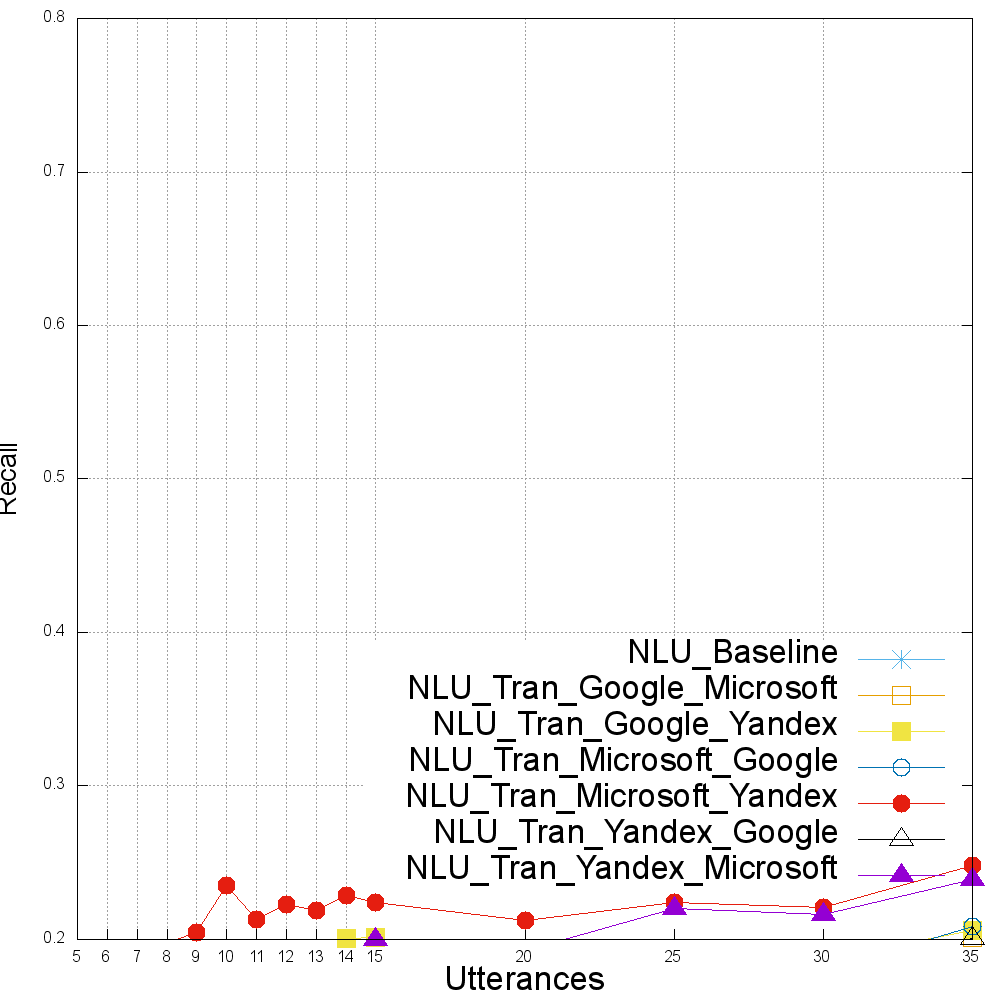 0.8
0.7
0.6
0.5
0.4
0.3
0.2
Recall
NLU_Baseline
NLU_Tran_Google_Microsoft
NLU_Tran_Google_Yandex
NLU_Tran_Microsoft_Google
NLU_Tran_Microsoft_Yandex
NLU_Tran_Yandex_Google
NLU_Tran_Yandex_Microsoft
5 6 7 8 9 10 11 12 13 14 15 20 25 30 35
Utterances